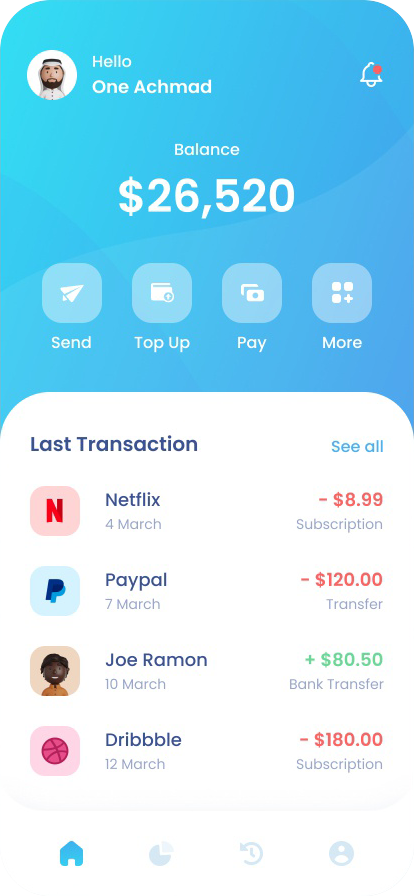 Hello
One Achmad
Balance
$26,520
Send Top Up Pay More
Last Transaction See all
Netflix - $8.99
4 March Subscription
Paypal - $120.00
7 March Transfer
Joe Ramon + $80.50
10 March Bank Transfer
Dribbble - $180.00
12 March Subscription